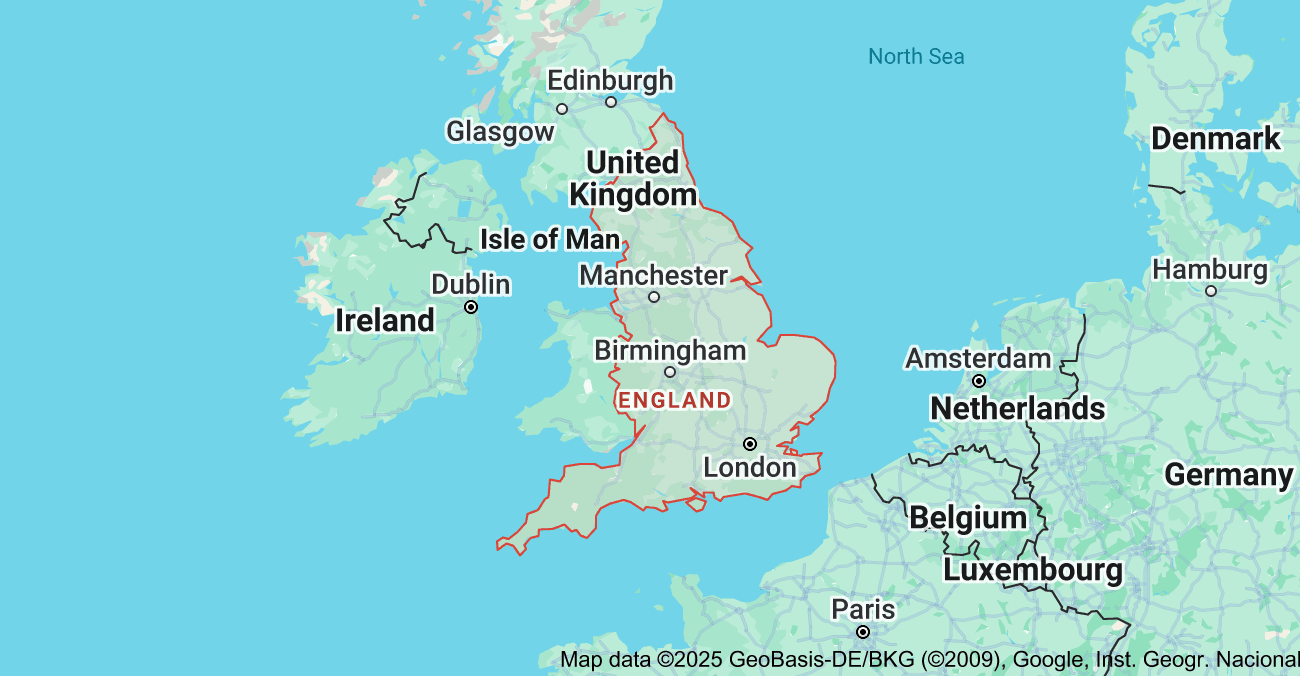 North Sea
Edinburgh
Glasgow
Denmark
United
Kingdom
Isle of Man
Manchester
Hamburg
Dublin
Ireland
Birmingham
Amsterdam
ENGLAND
Netherlands
London
Germany
Belgium
Luxembourg
Paris
Map data ©2025 GeoBasis-DE/BKG (©2009), Google, Inst. Geogr. Nacional